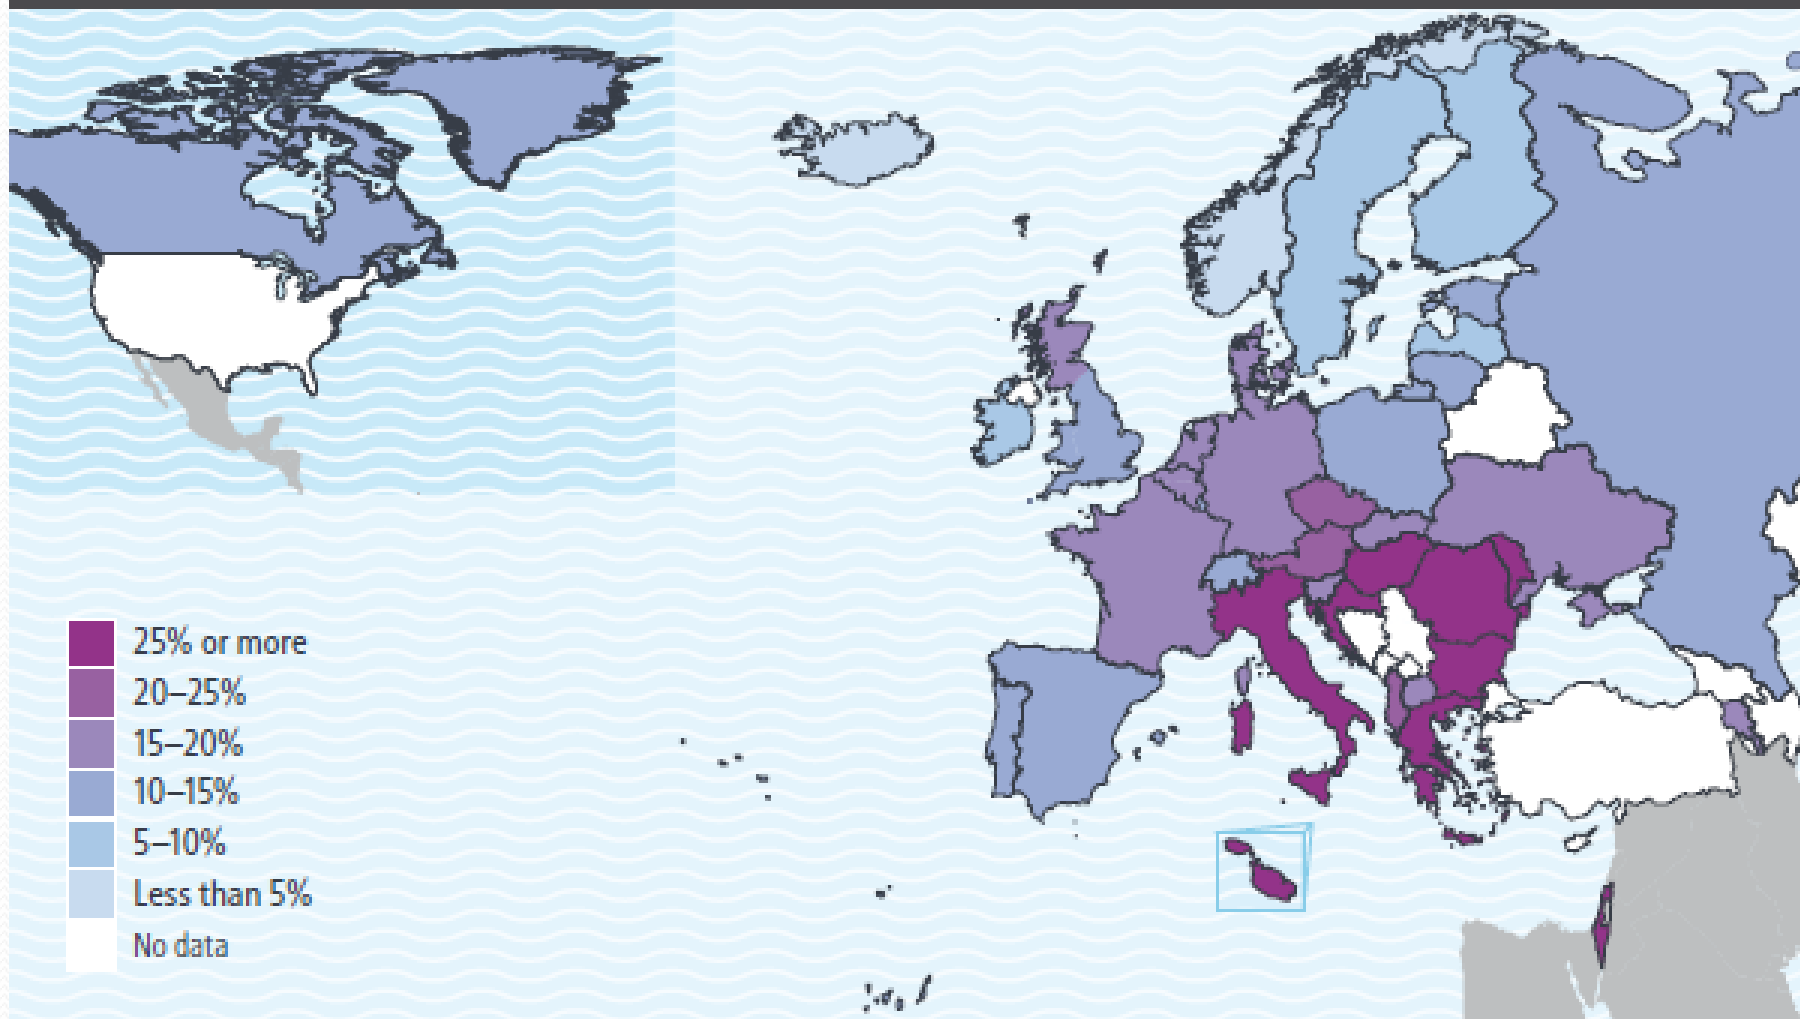 25% or more
20–25%
15–20%
10–15%
5–10%
Less than 5%
No data